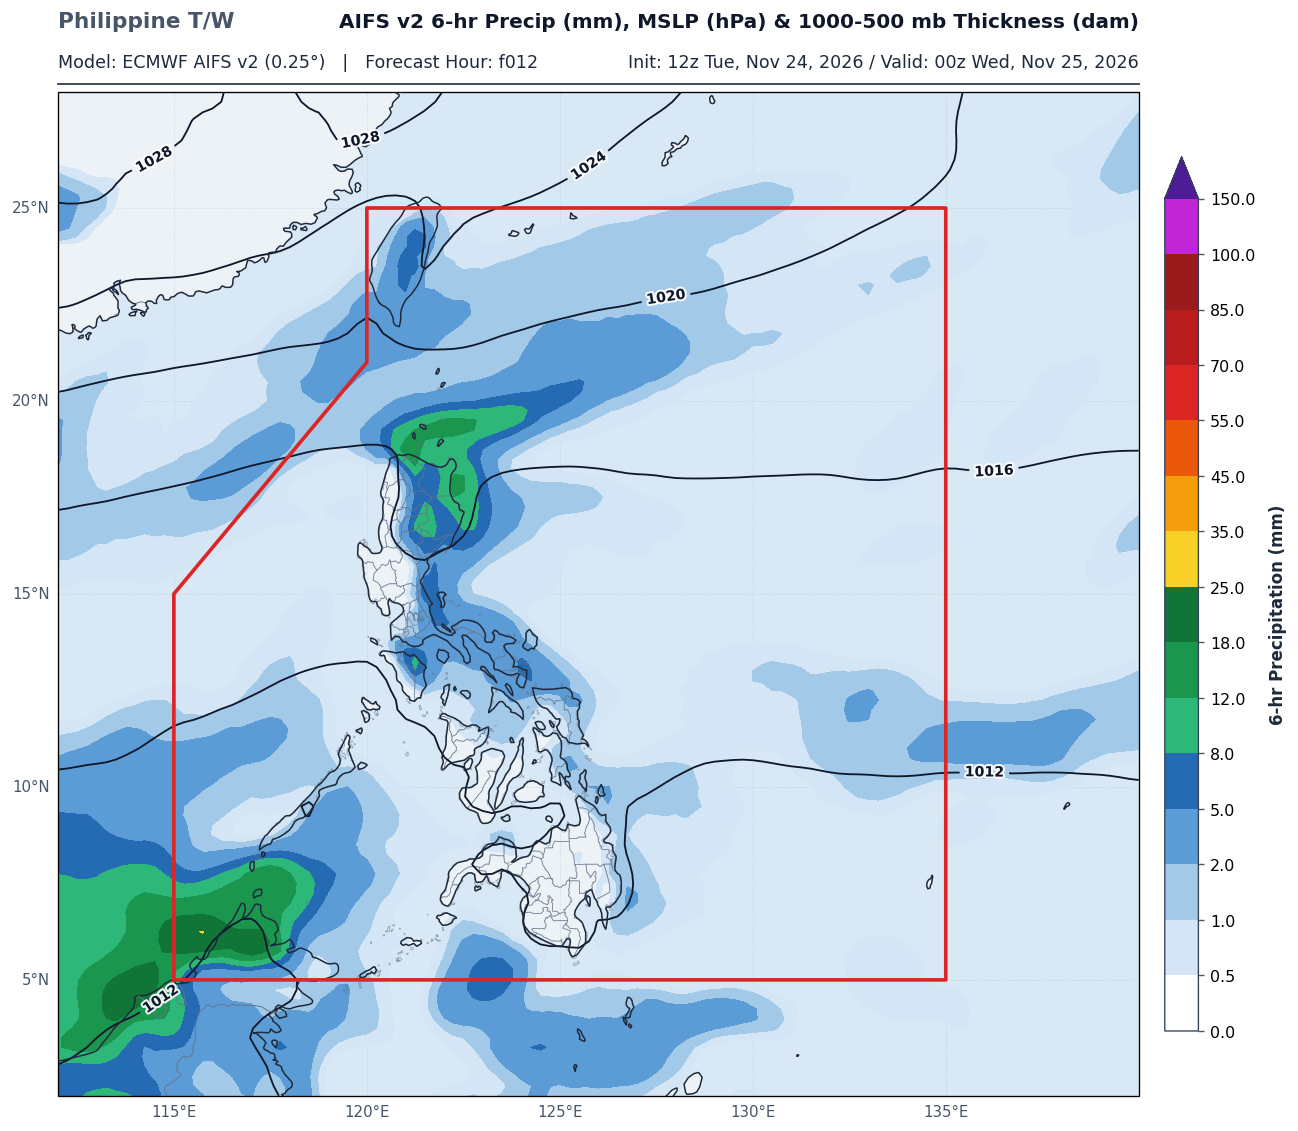 Philippine T/W
AIFS v2 6-hr Precip (mm), MSLP (hPa) & 1000-500 mb Thickness (dam)
Model: ECMWF AIFS v2 (0.25°) | Forecast Hour: f012
Init: 12z Tue, Nov 24, 2026 / Valid: 00z Wed, Nov 25, 2026
1028
1028
1024
1020
1016
1012
1012
25°N
20°N
15°N
10°N
5°N
115°E
120°E
125°E
130°E
135°E
150.0
100.0
85.0
70.0
55.0
45.0
35.0
25.0
18.0
12.0
8.0
5.0
2.0
1.0
0.5
0.0
6-hr Precipitation (mm)